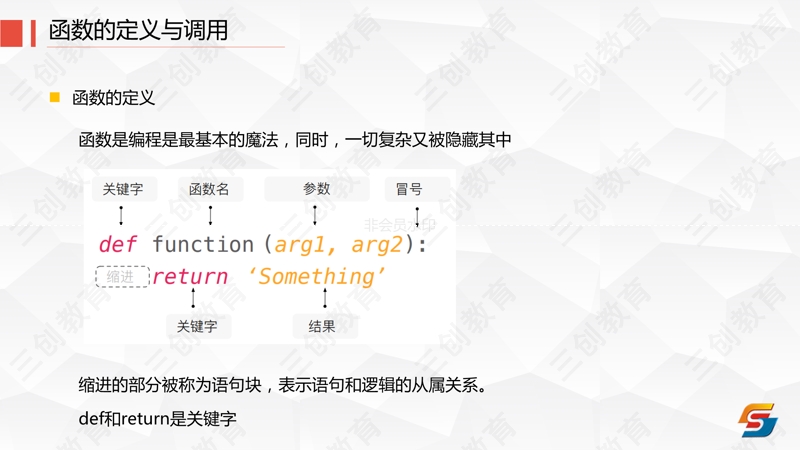 函数的定义与调用
函数的定义
函数是编程是最基本的魔法，同时，一切复杂又被隐藏其中
关键字 函数名 参数 冒号
非会员水印
def function (arg1, arg2):
缩进 return ‘Something’
关键字 结果
缩进的部分被称为语句块，表示语句和逻辑的从属关系。
def和return是关键字
三创教育